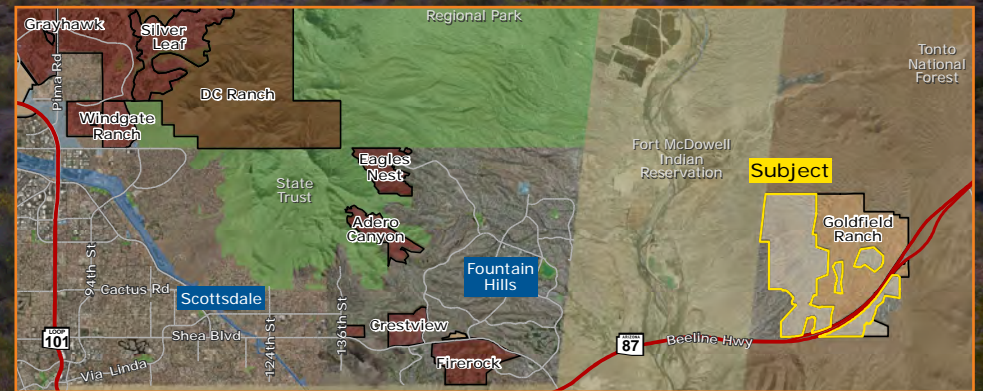 Grayhawk
Silver
Leaf
Regional Park
Tonto
National
Forest
Pima Rd
DC Ranch
Windgate
Ranch
Fort McDowell
Indian
Reservation
Eagles
Nest
State
Trust
Subject
Adero
Canyon
Goldfield
Ranch
94th St
Cactus Rd
Scottsdale
Fountain
Hills
124th St
136th St
LOOP
101
Shea Blvd
Crestview
ARIZONA
87
Beeline Hwy
Via Linda
Firerock